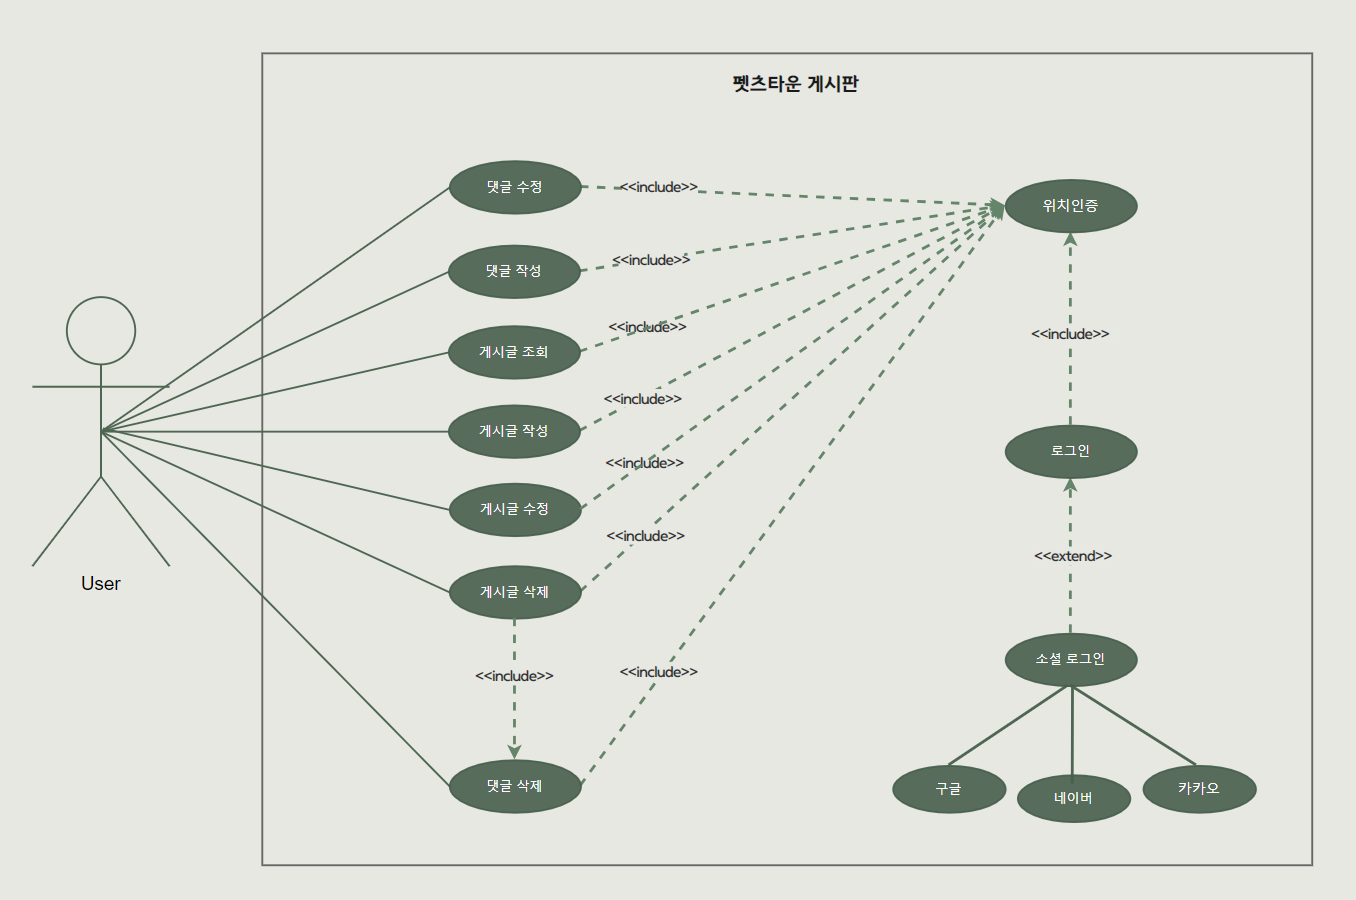 펫츠타운 게시판
댓글 수정
<<include>>
위치인증
댓글 작성
<<include>>
게시글 조회
<<include>>
<<include>>
게시글 작성
<<include>>
로그인
게시글 수정
<<include>>
<<include>>
<<extend>>
User
게시글 삭제
<<include>>
<<include>>
소셜 로그인
댓글 삭제
구글
네이버
카카오